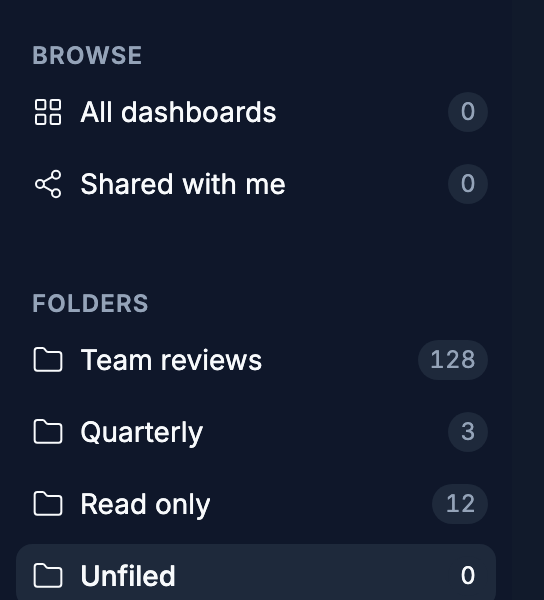 BROWSE
All dashboards 0
Shared with me 0
FOLDERS
Team reviews 128
Quarterly 3
Read only 12
Unfiled 0